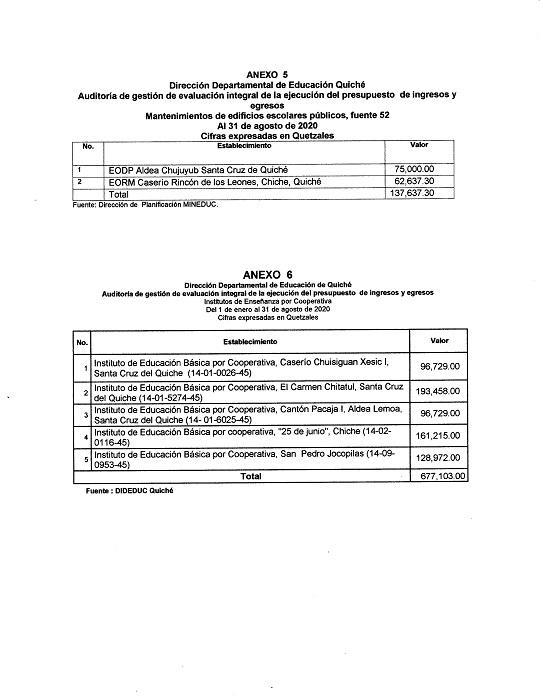 ANEXO 5
Dirección Departamental de Educación Quiché
Auditoría de gestión de evaluación integral de la ejecución del presupuesto de ingresos y
egresos
Mantenimientos de edificios escolares públicos, fuente 52
Al 31 de agosto de 2020
Cifras expresadas en Quetzales
No. Establecimiento Valor
1 EODP Aldea Chujuyub Santa Cruz de Quiché 75,000.00
2 EORM Caserio Rincón de los Leones, Chiche, Quiché 62,637.30
Total 137,637.30
Fuente: Dirección de Planificación MINEDUC.
ANEXO 6
Dirección Departamental de Educación de Quiché
Auditoría de gestión de evaluación integral de la ejecución del presupuesto de ingresos y egresos
Institutos de Enseñanza por Cooperativa
Del 1 de enero al 31 de agosto de 2020
Cifras expresadas en Quetzales
No. Establecimiento Valor
1 Instituto de Educación Básica por Cooperativa, Caserío Chuisiguan Xesic I, 96,729.00
Santa Cruz del Quiche (14-01-0026-45)
2 Instituto de Educación Básica por Cooperativa, El Carmen Chitatul, Santa Cruz 193,458.00
del Quiche (14-01-5274-45)
3 Instituto de Educación Básica por Cooperativa, Cantón Pacaja I, Aldea Lemoa, 96,729.00
Santa Cruz del Quiche (14- 01-6025-45)
4 Instituto de Educación Básica por cooperativa, "25 de junio", Chiche (14-02- 161,215.00
0116-45)
5 Instituto de Educación Básica por Cooperativa, San Pedro Jocopilas (14-09- 128,972.00
0953-45)
Total 677,103.00
Fuente : DIDEDUC Quiché